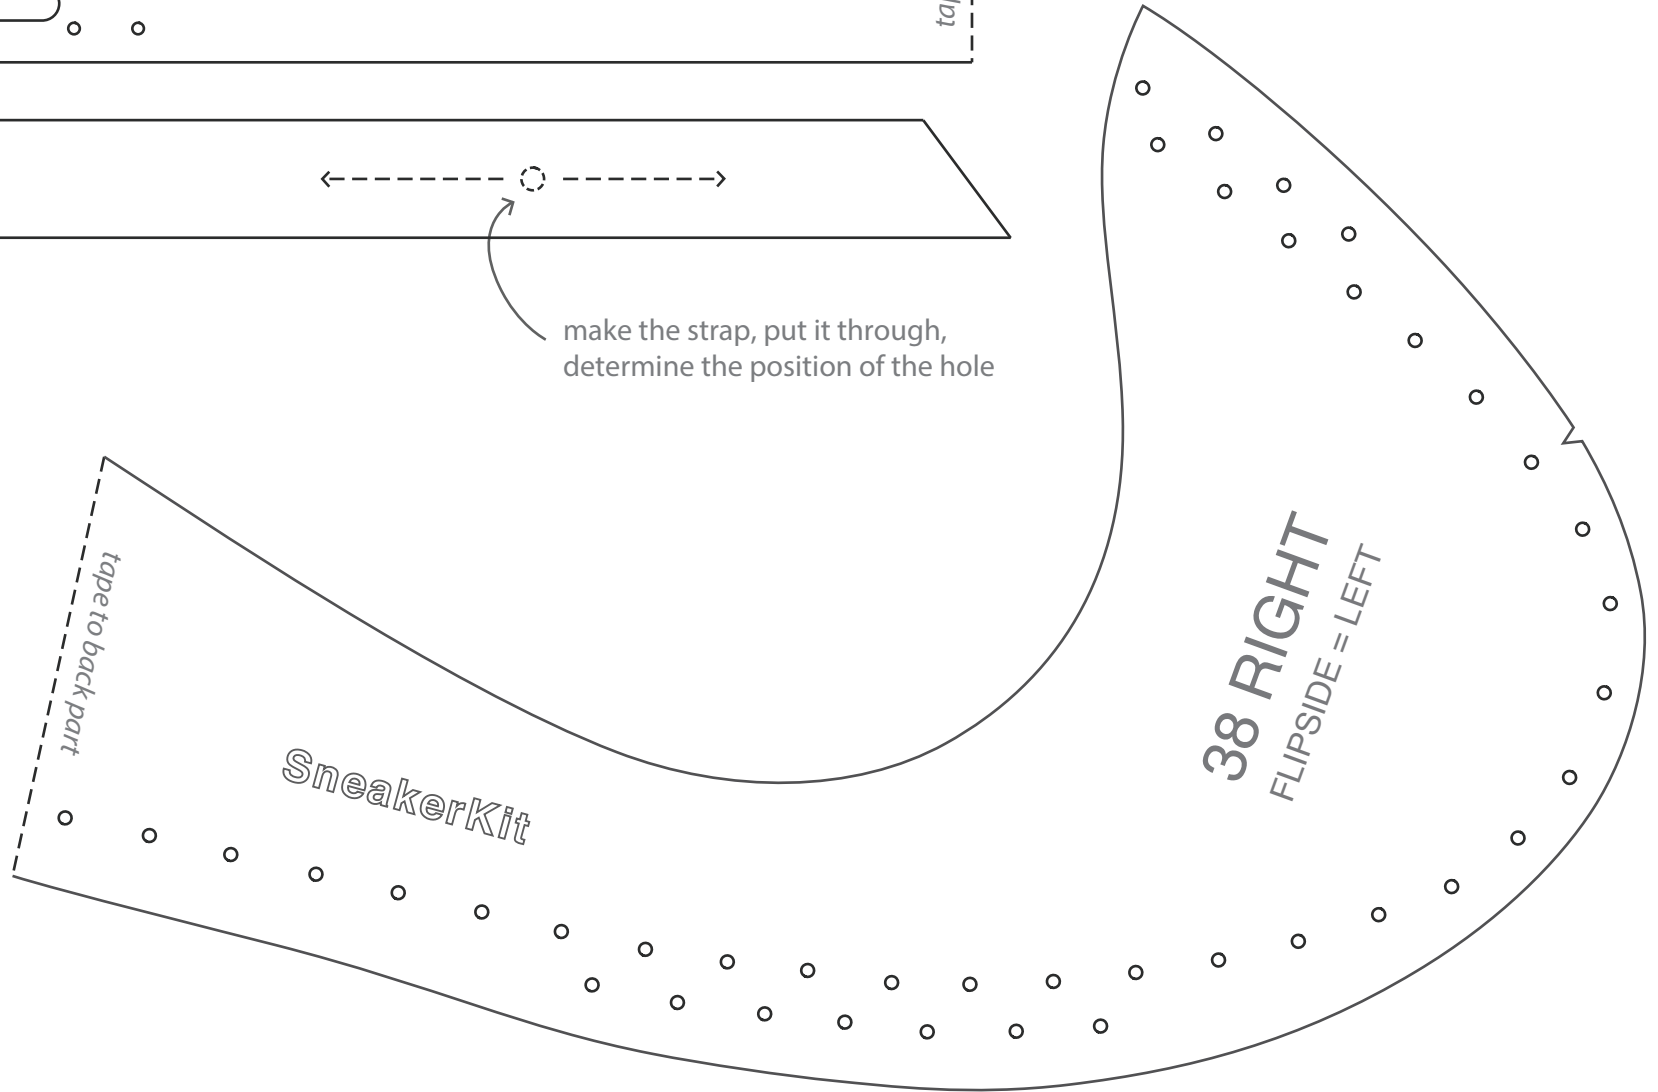 tap
make the strap, put it through,
determine the position of the hole
tape to back part
SneakerKit
38 RIGHT
FLIPSIDE = LEFT